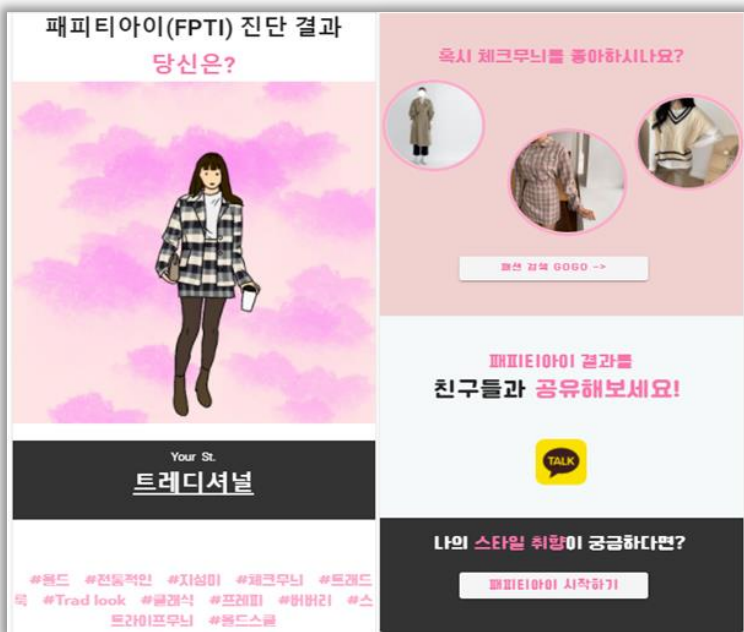 패피티아이(FPTI) 진단 결과
당신은?
Your St.
트레디셔널
#올드 #전통적인 #지성미 #체크무늬 #트래드
룩 #Trad look #클래식 #프레피 #버버리 #스
트라이프무늬 #올드스쿨
혹시 체크무늬를 좋아하시나요?
패션 검색 GOGO ->
패피티아이 결과를
친구들과 공유해보세요!
TALK
나의 스타일 취향이 궁금하다면?
패피티아이 시작하기